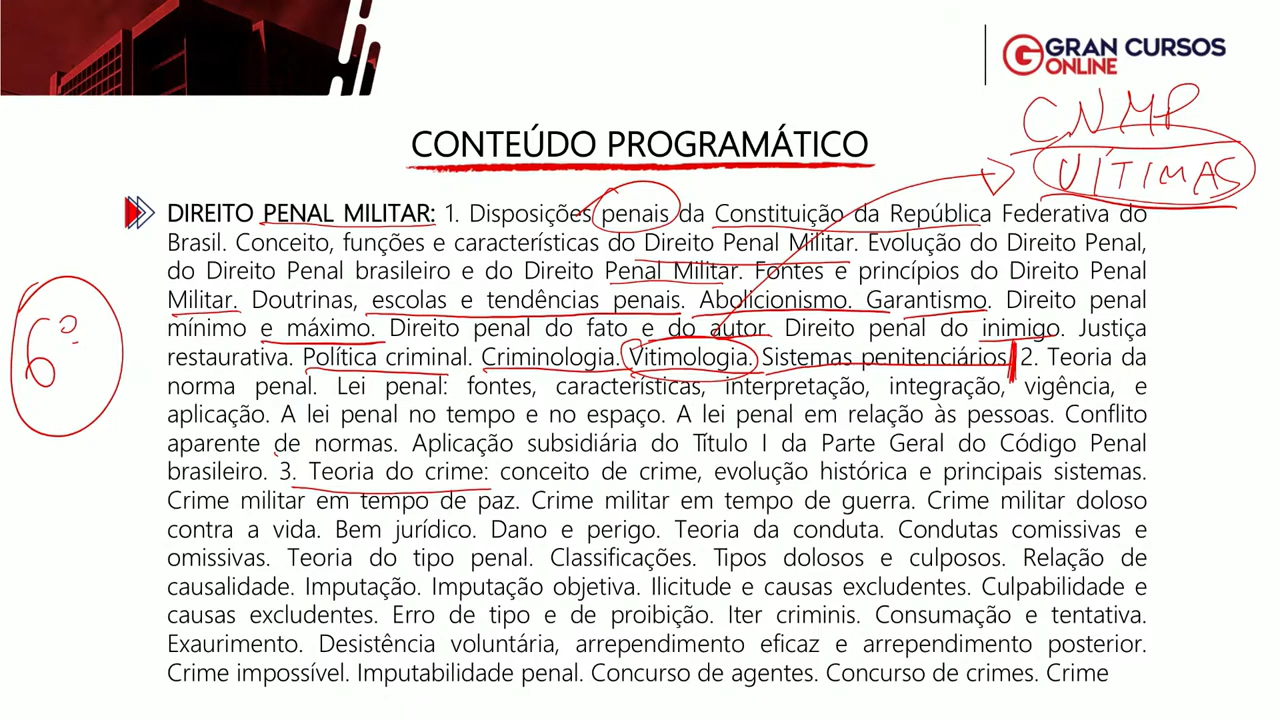 GRAN CURSOS
ONLINE
CNMP
VÍTIMAS
CONTEÚDO PROGRAMÁTICO
DIREITO PENAL MILITAR: 1. Disposições penais da Constituição da República Federativa do
Brasil. Conceito, funções e características do Direito Penal Militar. Evolução do Direito Penal,
do Direito Penal brasileiro e do Direito Penal Militar. Fontes e princípios do Direito Penal
Militar. Doutrinas, escolas e tendências penais. Abolicionismo. Garantismo. Direito penal
mínimo e máximo. Direito penal do fato e do autor. Direito penal do inimigo. Justiça
restaurativa. Política criminal. Criminologia. Vitimologia. Sistemas penitenciários. 2. Teoria da
norma penal. Lei penal: fontes, características, interpretação, integração, vigência, e
aplicação. A lei penal no tempo e no espaço. A lei penal em relação às pessoas. Conflito
aparente de normas. Aplicação subsidiária do Título I da Parte Geral do Código Penal
brasileiro. 3. Teoria do crime: conceito de crime, evolução histórica e principais sistemas.
Crime militar em tempo de paz. Crime militar em tempo de guerra. Crime militar doloso
contra a vida. Bem jurídico. Dano e perigo. Teoria da conduta. Condutas comissivas e
omissivas. Teoria do tipo penal. Classificações. Tipos dolosos e culposos. Relação de
causalidade. Imputação. Imputação objetiva. Ilicitude e causas excludentes. Culpabilidade e
causas excludentes. Erro de tipo e de proibição. Iter criminis. Consumação e tentativa.
Exaurimento. Desistência voluntária, arrependimento eficaz e arrependimento posterior.
Crime impossível. Imputabilidade penal. Concurso de agentes. Concurso de crimes. Crime
6º